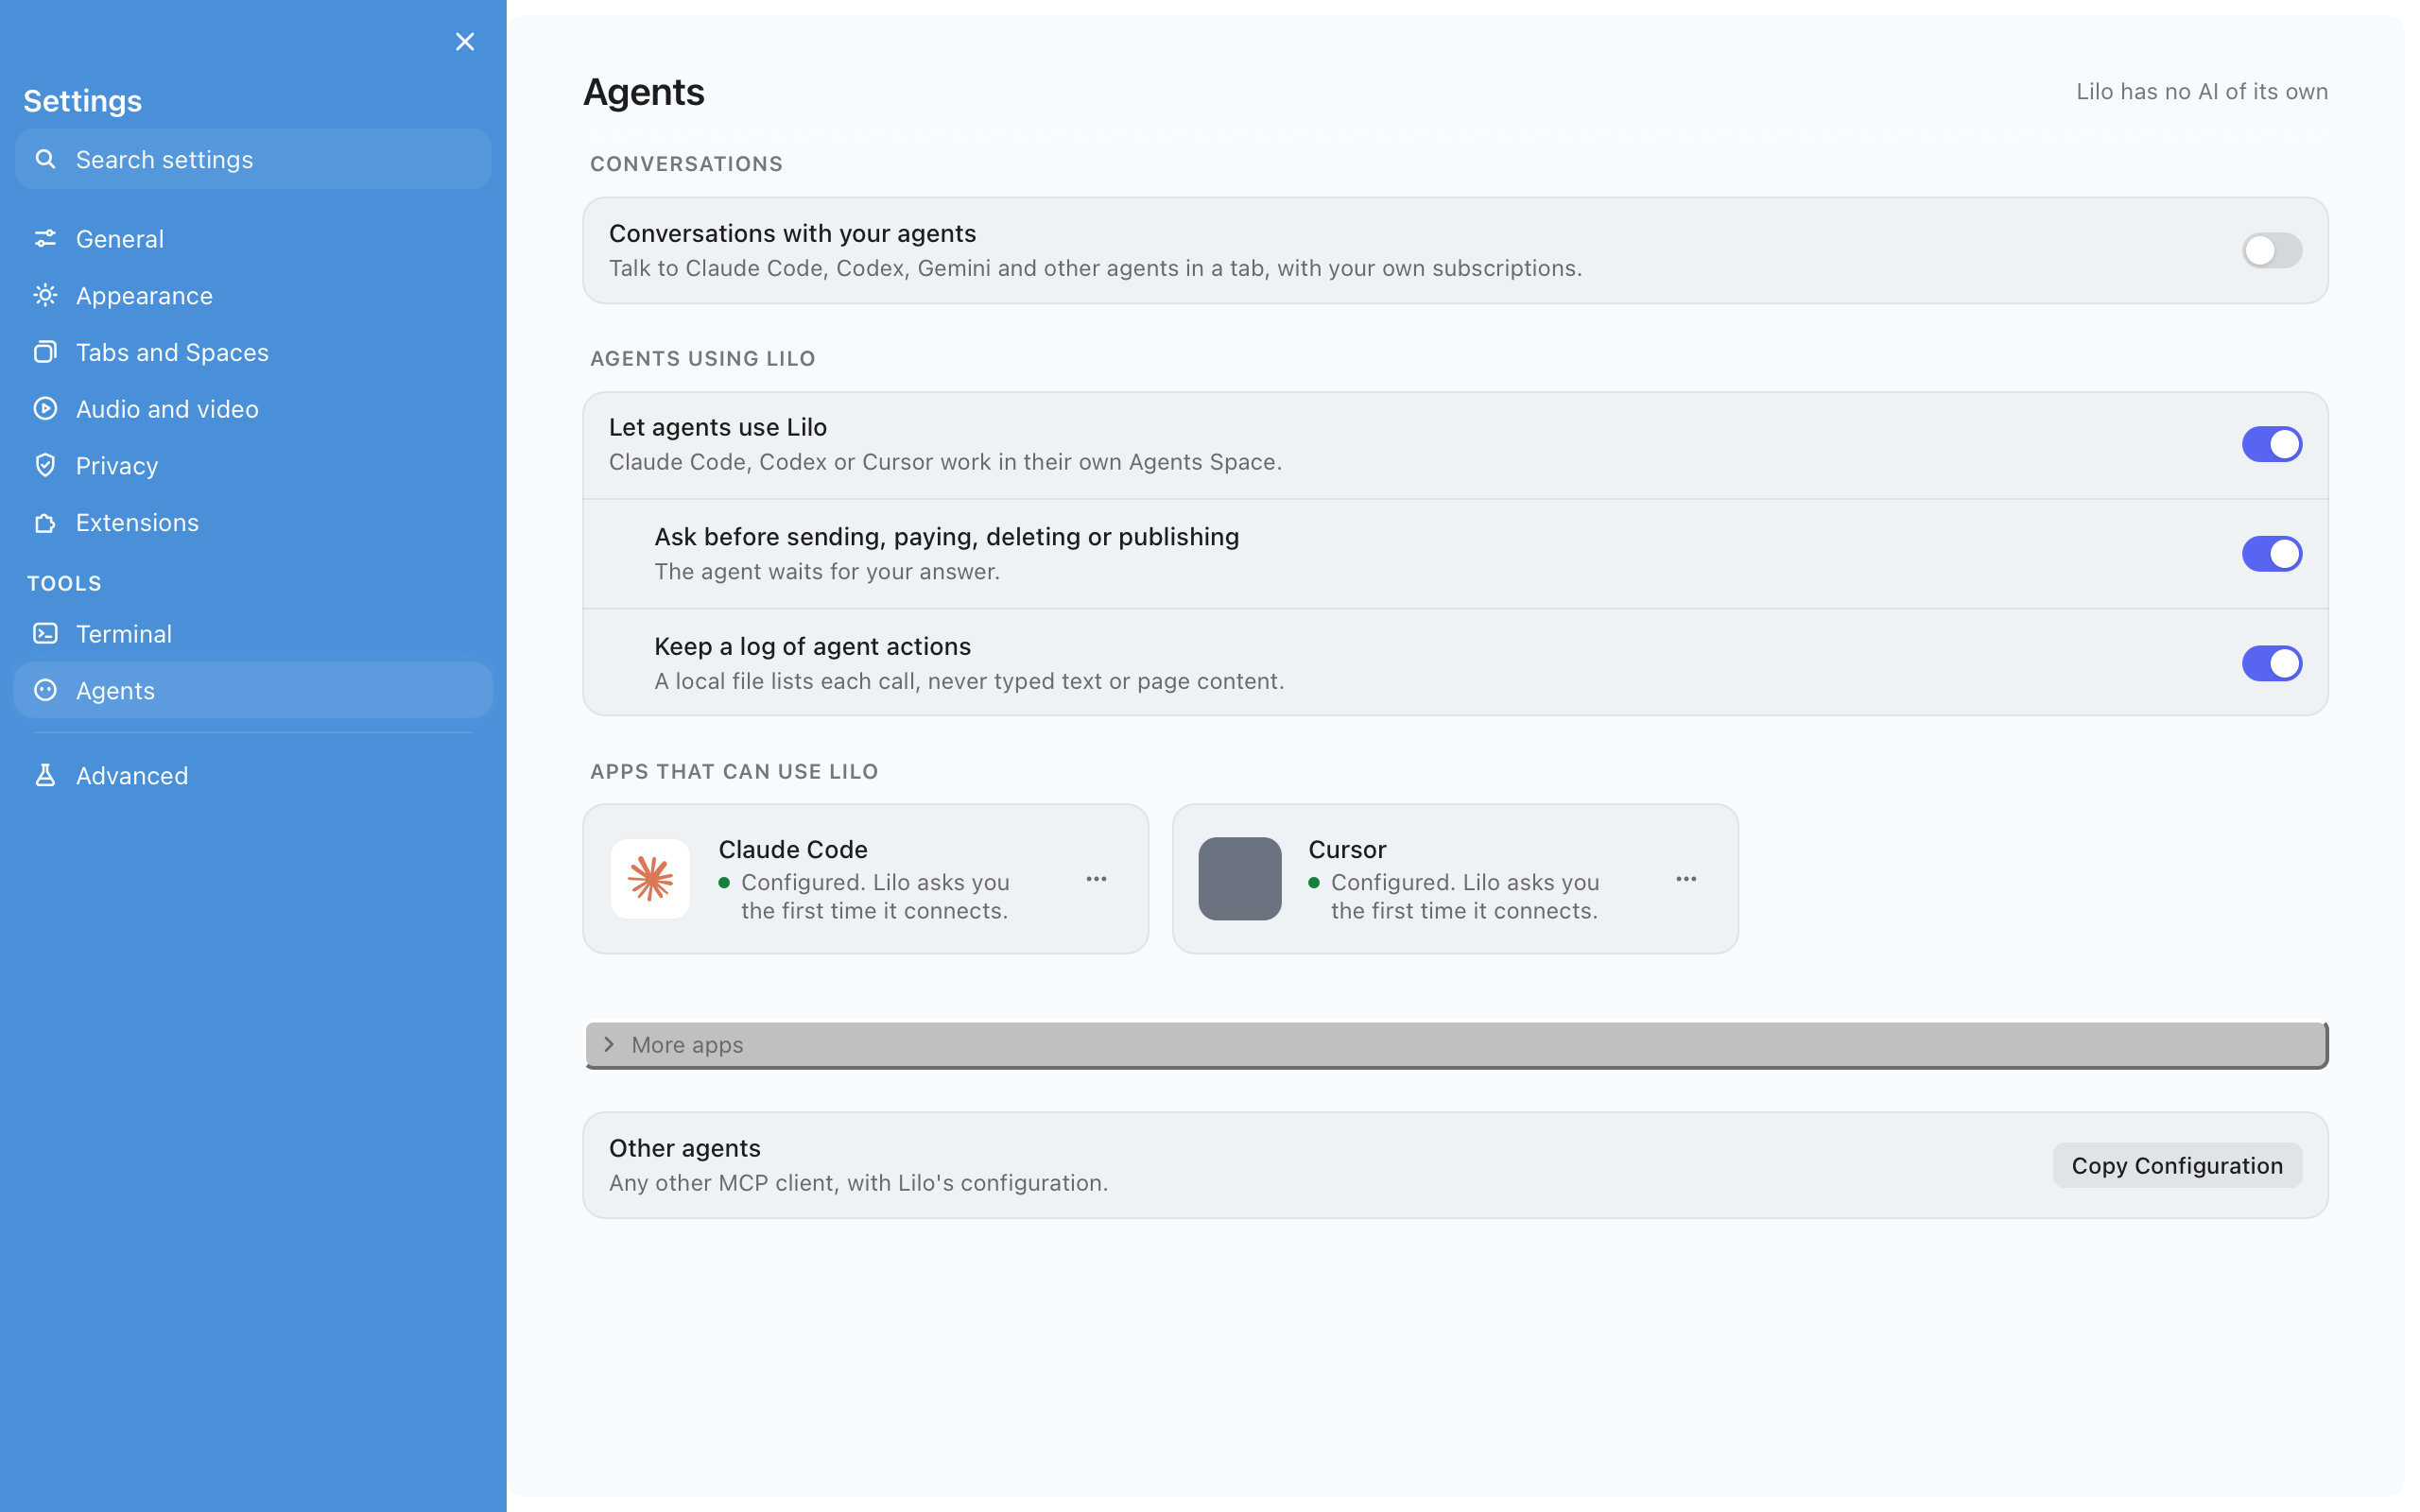 Settings
Search settings
General
Appearance
Tabs and Spaces
Audio and video
Privacy
Extensions
TOOLS
Terminal
Agents
Advanced
Agents
Lilo has no AI of its own
CONVERSATIONS
Conversations with your agents
Talk to Claude Code, Codex, Gemini and other agents in a tab, with your own subscriptions.
AGENTS USING LILO
Let agents use Lilo
Claude Code, Codex or Cursor work in their own Agents Space.
Ask before sending, paying, deleting or publishing
The agent waits for your answer.
Keep a log of agent actions
A local file lists each call, never typed text or page content.
APPS THAT CAN USE LILO
Claude Code
Configured. Lilo asks you
the first time it connects.
Cursor
Configured. Lilo asks you
the first time it connects.
More apps
Other agents
Any other MCP client, with Lilo's configuration.
Copy Configuration